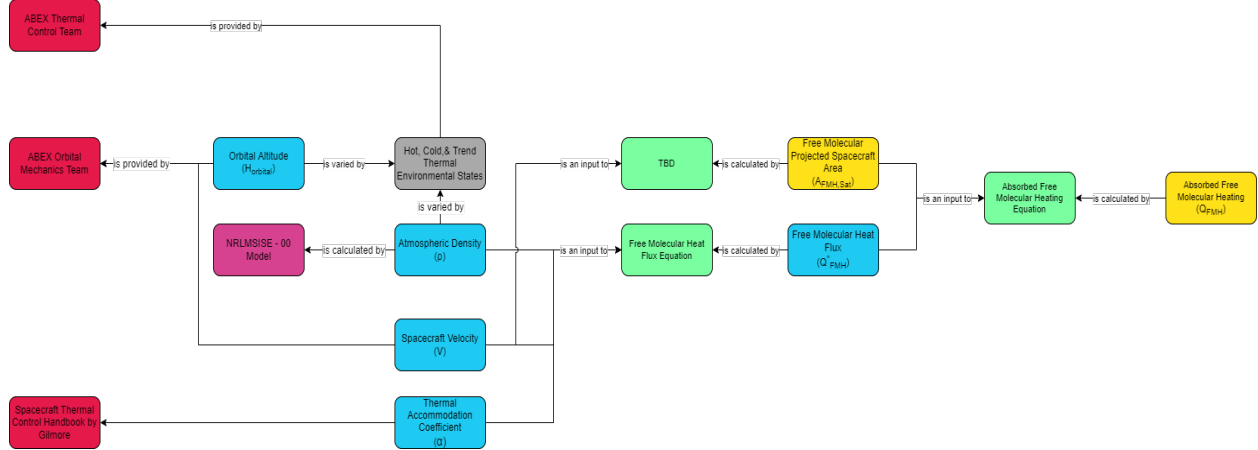 ABEX Thermal
Control Team
is provided by
ABEX Orbital
Mechanics Team
is provided by
Orbital Altitude
(Horbital)
is varied by
Hot, Cold,& Trend
Thermal
Environmental States
is varied by
is an input to
TBD
is calculated by
Free Molecular
Projected Spacecraft
Area
(AFMH,Sat)
is an input to
Absorbed Free
Molecular Heating
Equation
is calculated by
Absorbed Free
Molecular Heating
(QFMH)
NRLMSISE - 00
Model
is calculated by
Atmospheric Density
(ρ)
is an input to
Free Molecular Heat
Flux Equation
is calculated by
Free Molecular Heat
Flux
(Q"FMH)
Spacecraft Velocity
(V)
Spacecraft Thermal
Control Handbook by
Gilmore
Thermal
Accommodation
Coefficient
(α)